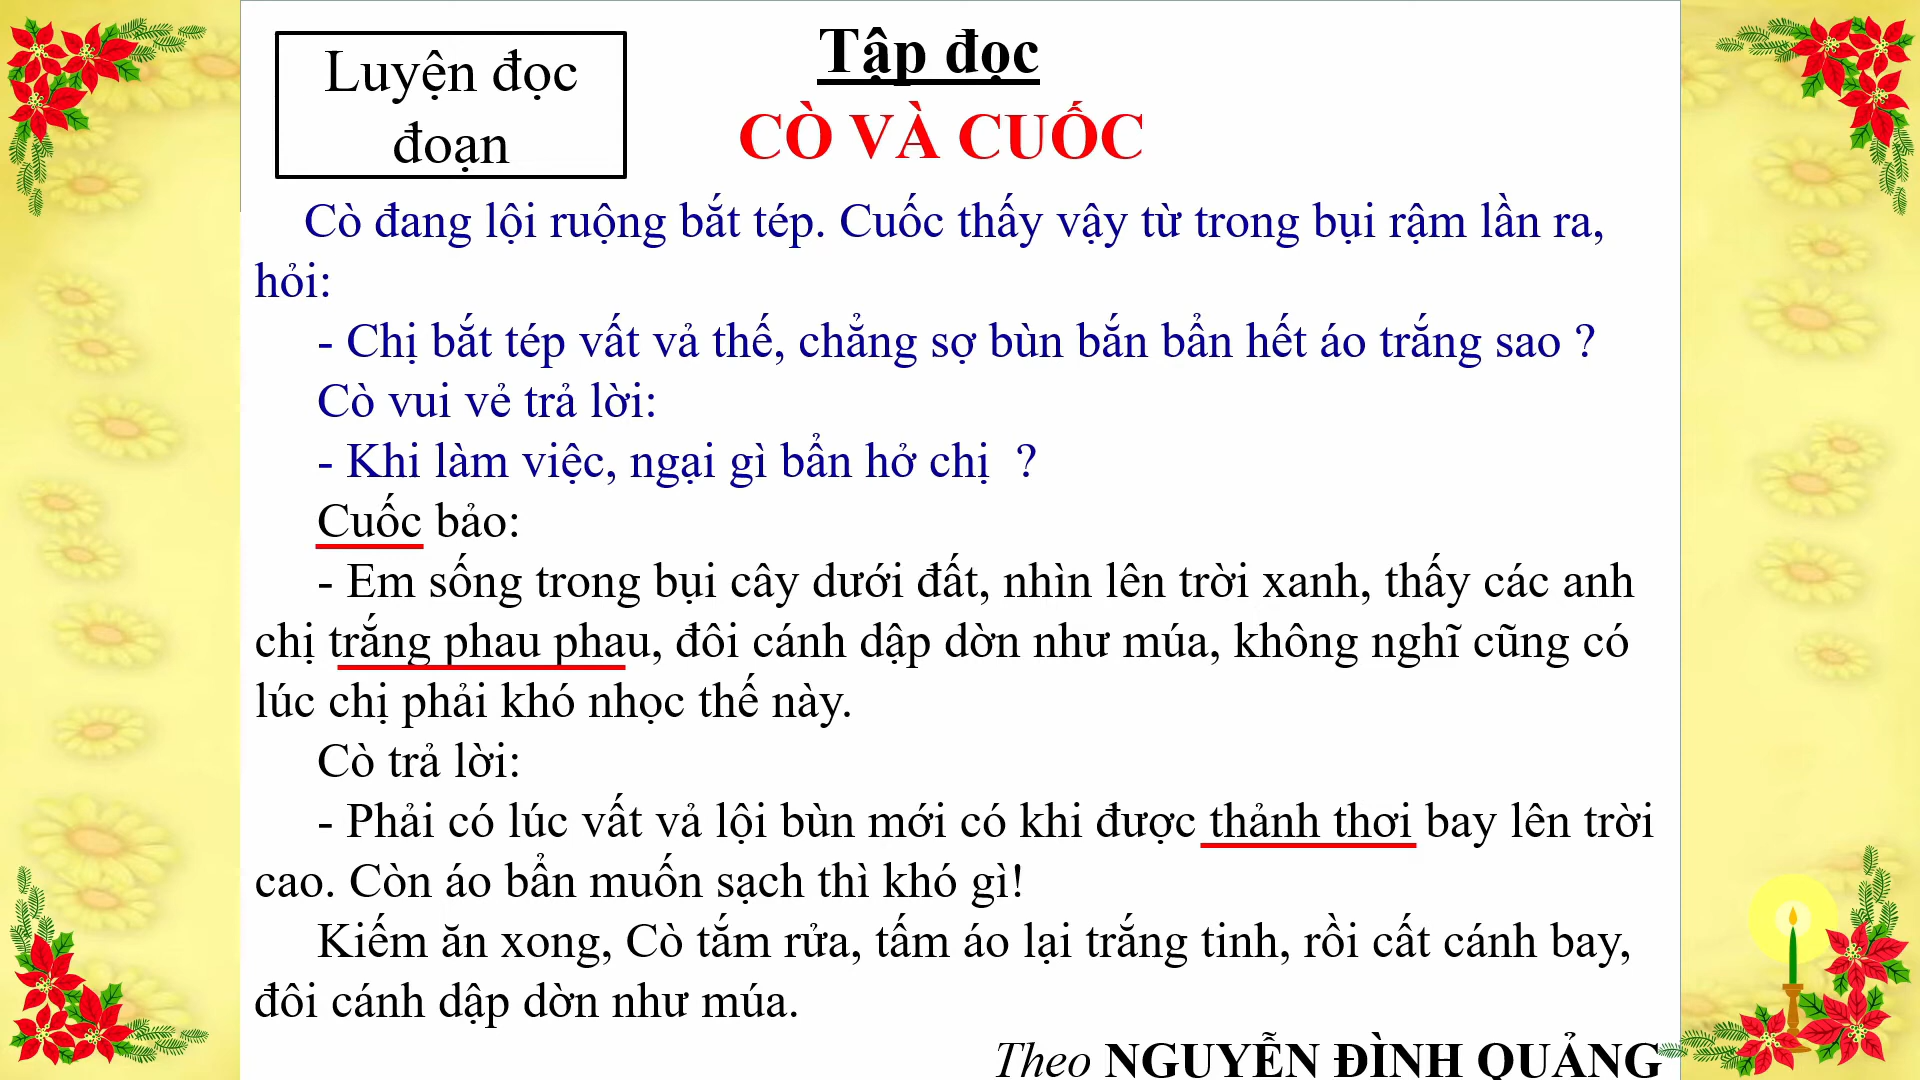 Luyện đọc
đoạn
Tập đọc
CÒ VÀ CUỐC
Cò đang lội ruộng bắt tép. Cuốc thấy vậy từ trong bụi rậm lần ra,
hỏi:
- Chị bắt tép vất vả thế, chẳng sợ bùn bắn bẩn hết áo trắng sao ?
Cò vui vẻ trả lời:
- Khi làm việc, ngại gì bẩn hở chị  ?
Cuốc bảo:
- Em sống trong bụi cây dưới đất, nhìn lên trời xanh, thấy các anh
chị trắng phau phau, đôi cánh dập dờn như múa, không nghĩ cũng có
lúc chị phải khó nhọc thế này.
Cò trả lời:
- Phải có lúc vất vả lội bùn mới có khi được thảnh thơi bay lên trời
cao. Còn áo bẩn muốn sạch thì khó gì!
Kiếm ăn xong, Cò tắm rửa, tấm áo lại trắng tinh, rồi cất cánh bay,
đôi cánh dập dờn như múa.
Theo NGUYỄN ĐÌNH QUẢNG